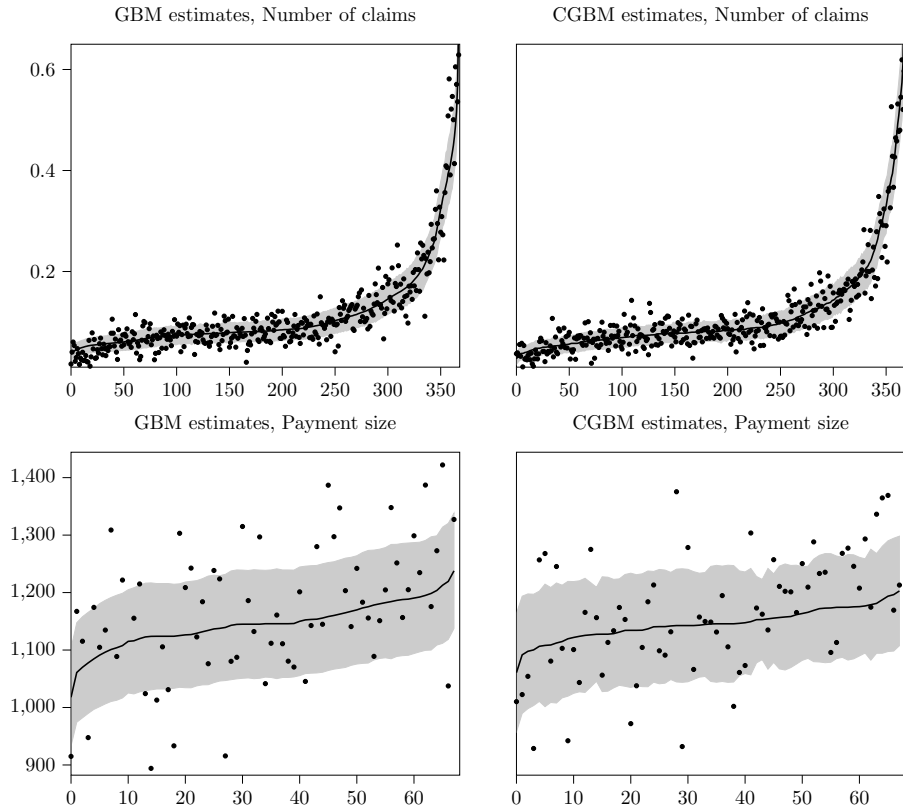 GBM estimates, Number of claims
CGBM estimates, Number of claims
0.6
0.4
0.2
0 50 100 150 200 250 300 350
0 50 100 150 200 250 300 350
GBM estimates, Payment size
CGBM estimates, Payment size
1,400
1,300
1,200
1,100
1,000
900
0 10 20 30 40 50 60
0 10 20 30 40 50 60